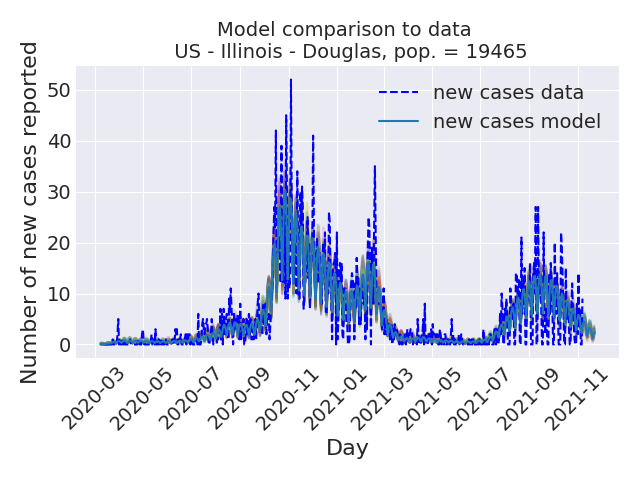 Model comparison to data
US - Illinois - Douglas, pop. = 19465
Number of new cases reported
50
40
30
20
10
0
new cases data
new cases model
2020-03
2020-05
2020-07
2020-09
2020-11
2021-01
2021-03
2021-05
2021-07
2021-09
2021-11
Day